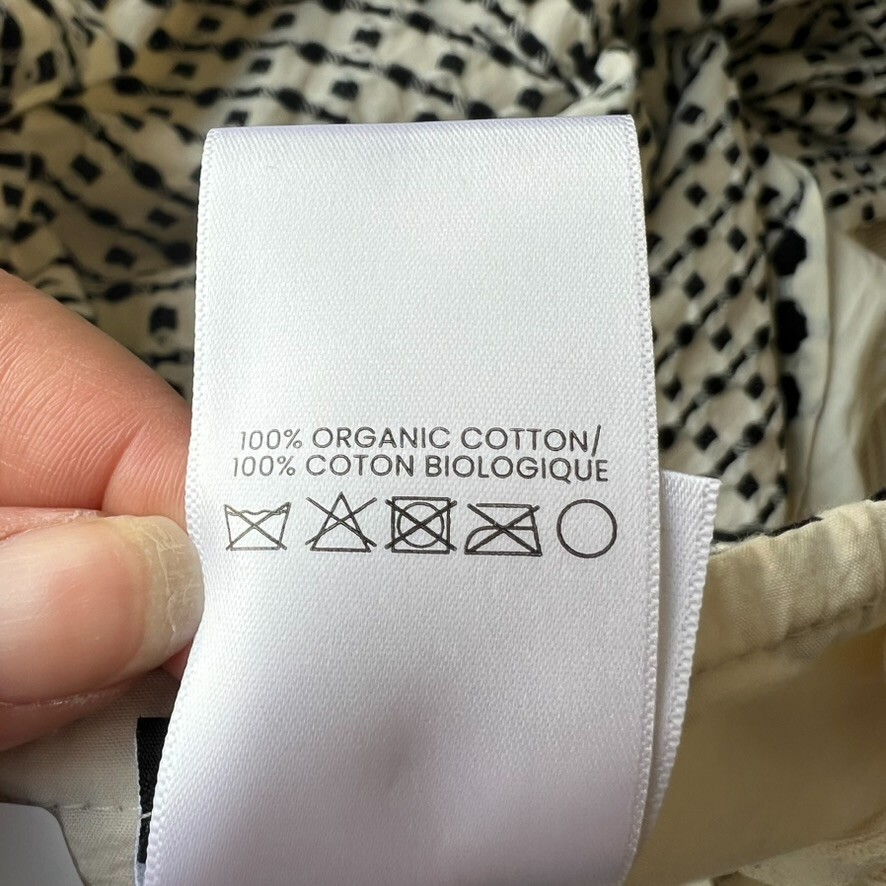 100% ORGANIC COTTON/
100% COTON BIOLOGIQUE